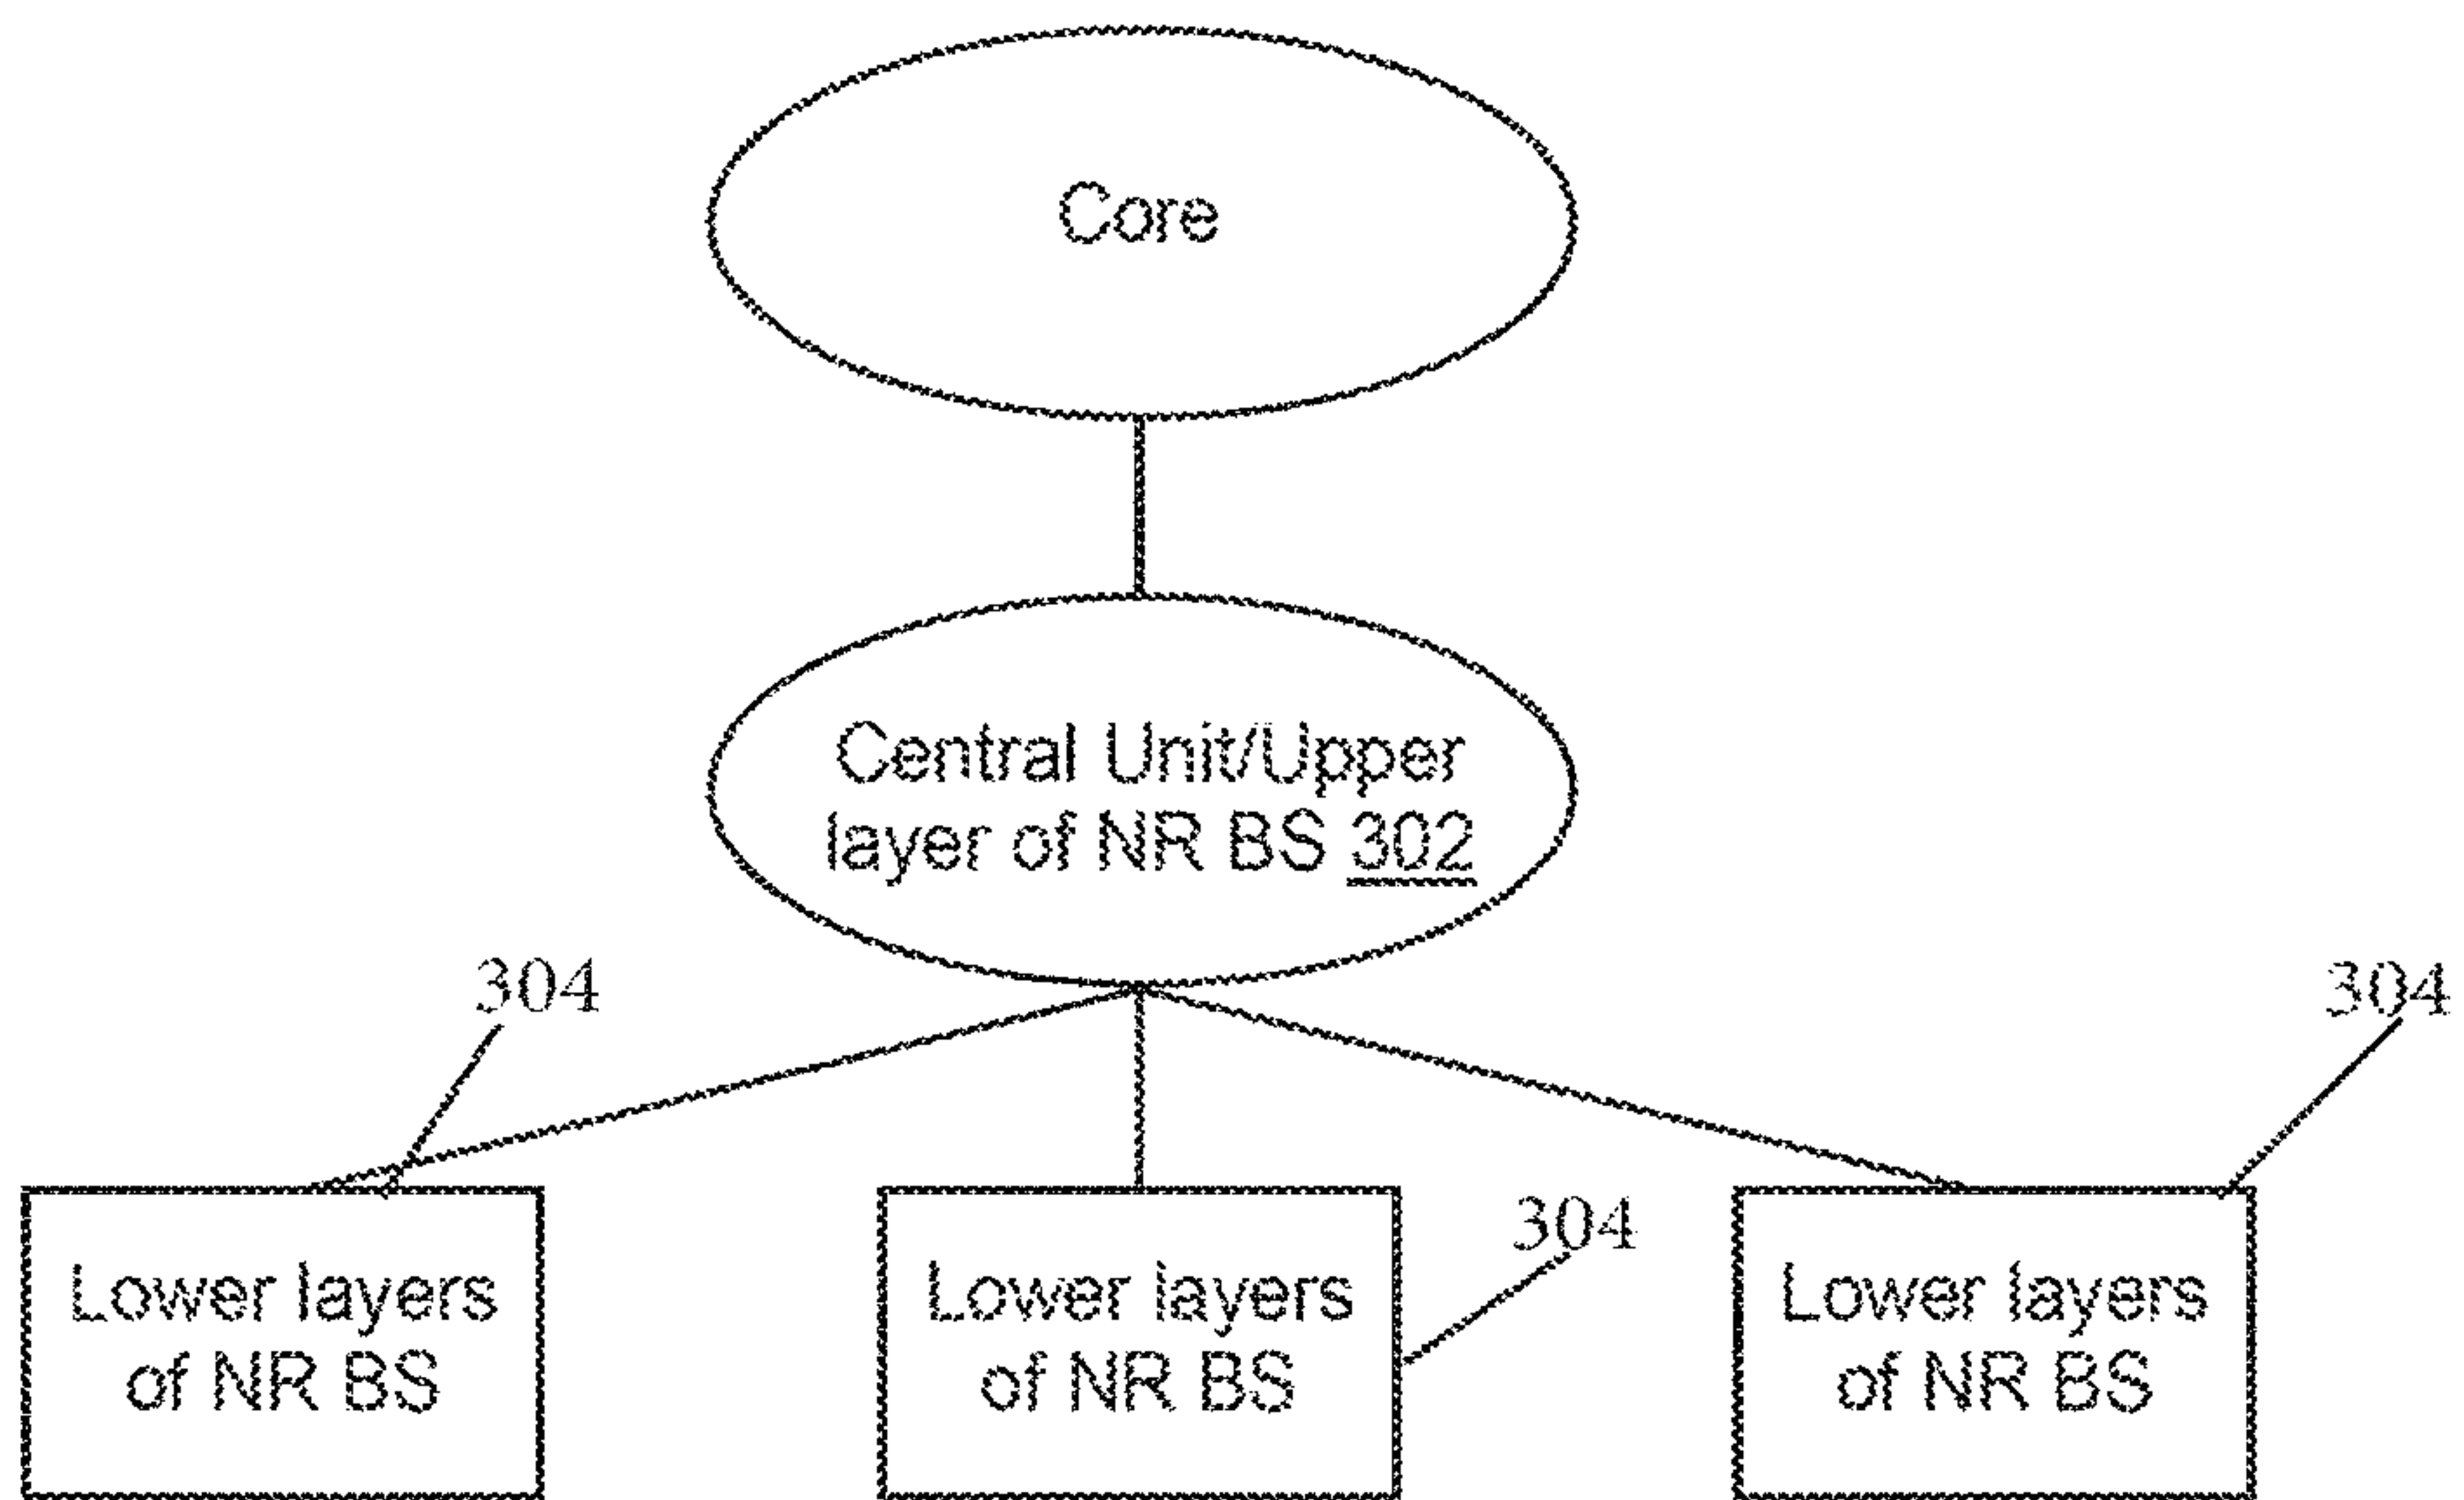 Core
Central Unit/Upper
layer of NR BS 302
304
304
304
Lower layers
of NR BS
Lower layers
of NR BS
Lower layers
of NR BS